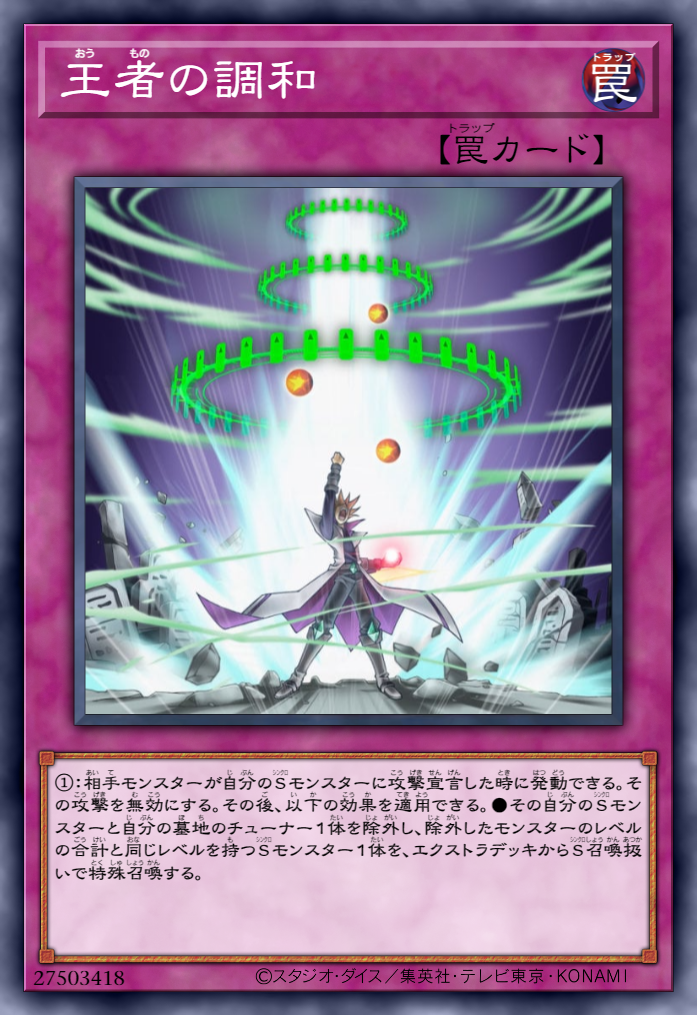 王者の調和
罠
【罠カード】
①:相手モンスターが自分のSモンスターに攻撃宣言した時に発動できる。そ
の攻撃を無効にする。その後、以下の効果を適用できる。●その自分のSモン
スターと自分の墓地のチューナー1体を除外し、除外したモンスターのレベル
の合計と同じレベルを持つSモンスター1体を、エクストラデッキからS召喚扱
いで特殊召喚する。
27503418 ©スタジオ・ダイス/集英社・テレビ東京・KONAMI